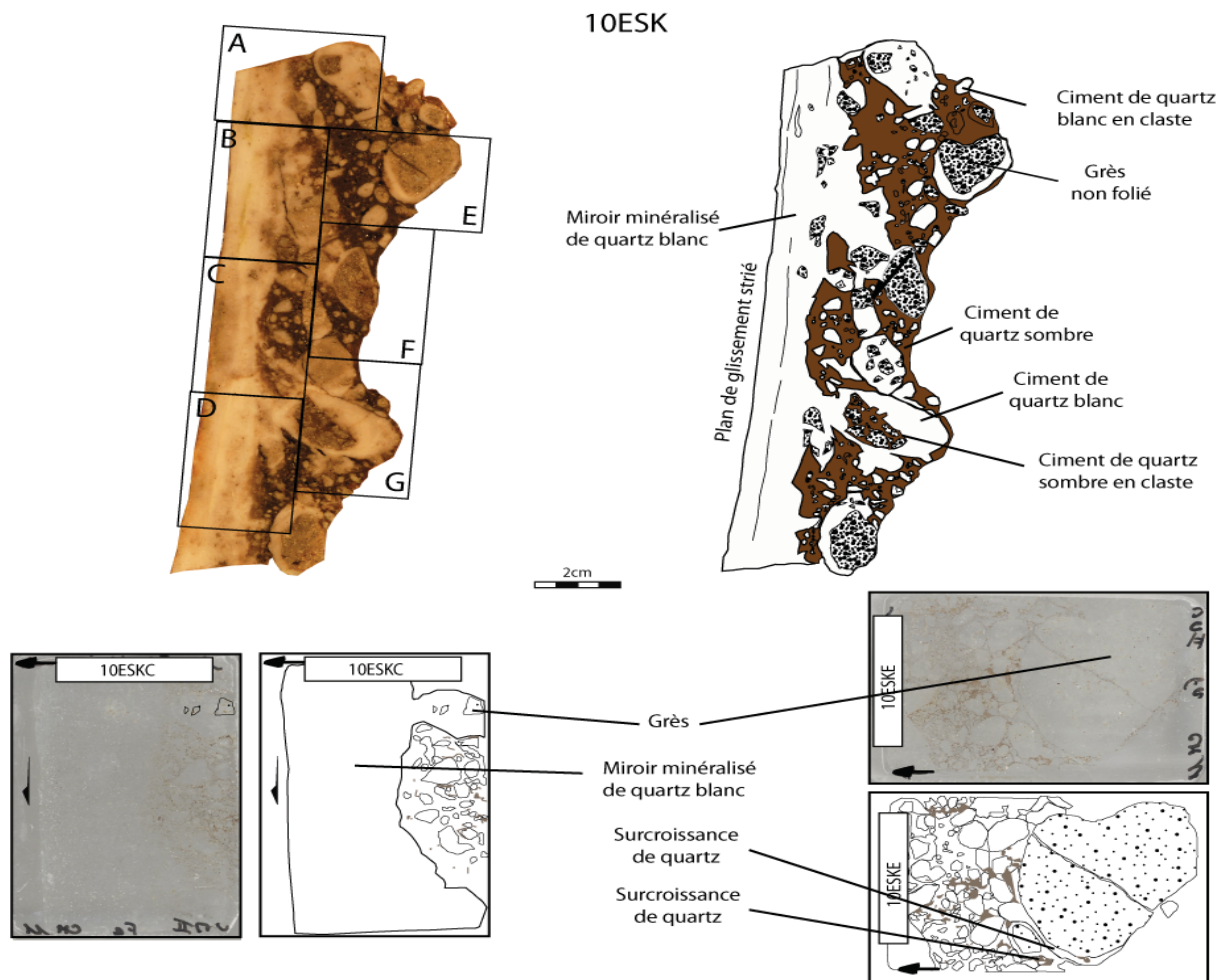 10ESK
A
B
C
D
E
F
G
Ciment de quartz
blanc en claste
Grès
non folié
Miroir minéralisé
de quartz blanc
Plan de glissement strié
Ciment de
quartz sombre
Ciment de
quartz blanc
Ciment de quartz
sombre en claste
2cm
10ESKC
10ESKC
10ESKE
Grès
Miroir minéralisé
de quartz blanc
Surcroissance
de quartz
Surcroissance
de quartz
10ESKE